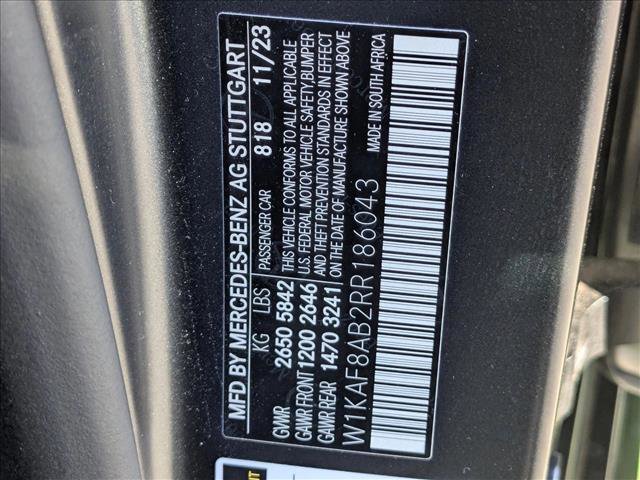 MFD BY MERCEDES-BENZ AG STUTTGART
KG LBS PASSENGER CAR 818 11/23
GVWR 2650 5842 THIS VEHICLE CONFORMS TO ALL APPLICABLE
GAWR FRONT 1200 2646 U.S. FEDERAL MOTOR VEHICLE SAFETY, BUMPER
GAWR REAR 1470 3241 AND THEFT PREVENTION STANDARDS IN EFFECT
ON DATE OF MANUFACTURE SHOWN ABOVE
W1KAF8AB2RR186043 MADE IN SOUTH AFRICA